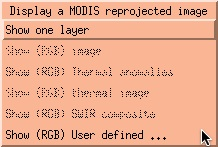 Display a MODIS reprojected image
Show one layer
Show (RGB) image
Show (RGB) Thermal anomalies
Show (RGB) thermal image
Show (RGB) SWIR composite
Show (RGB) User defined ...